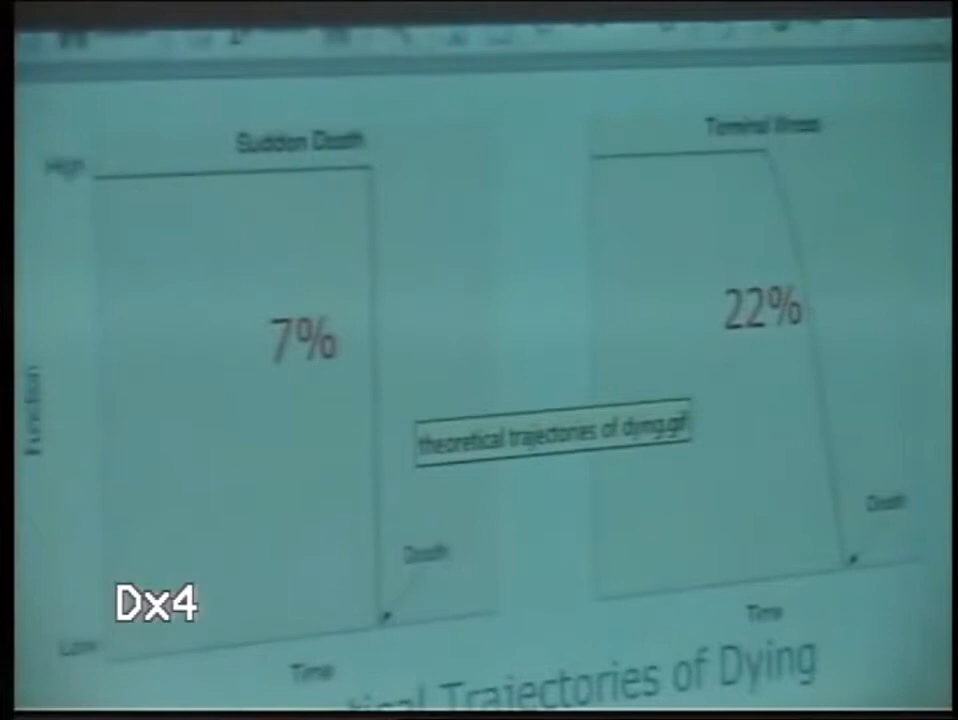 Sudden Death
Terminal Illness
High
7%
22%
Function
theoretical trajectories of dying.gif
Death
Death
Dx4
Low
Time
Time
Trajectories of Dying